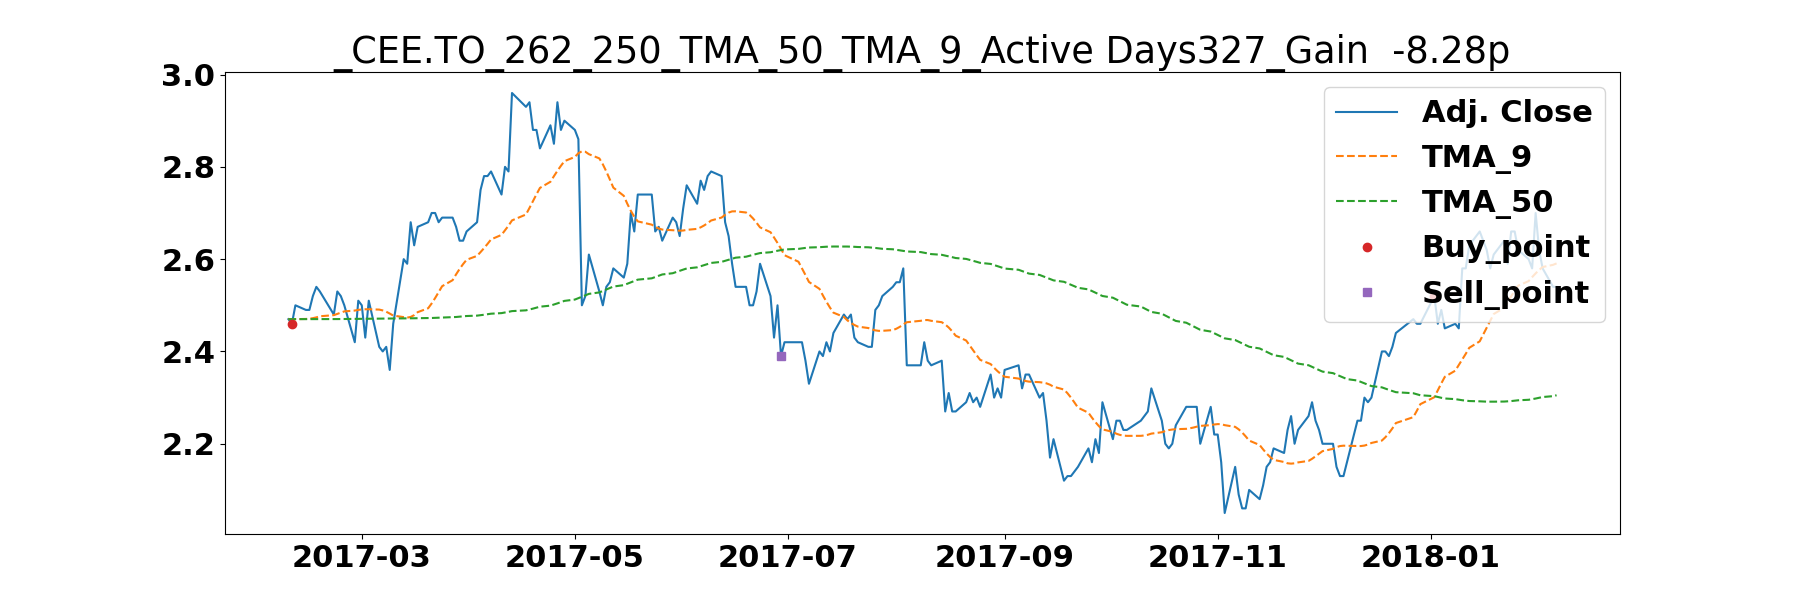 _CEE.TO_262_250_TMA_50_TMA_9_Active Days327_Gain  -8.28p
3.0
2.8
2.6
2.4
2.2
Adj. Close
TMA_9
TMA_50
Buy_point
Sell_point
2017-03
2017-05
2017-07
2017-09
2017-11
2018-01